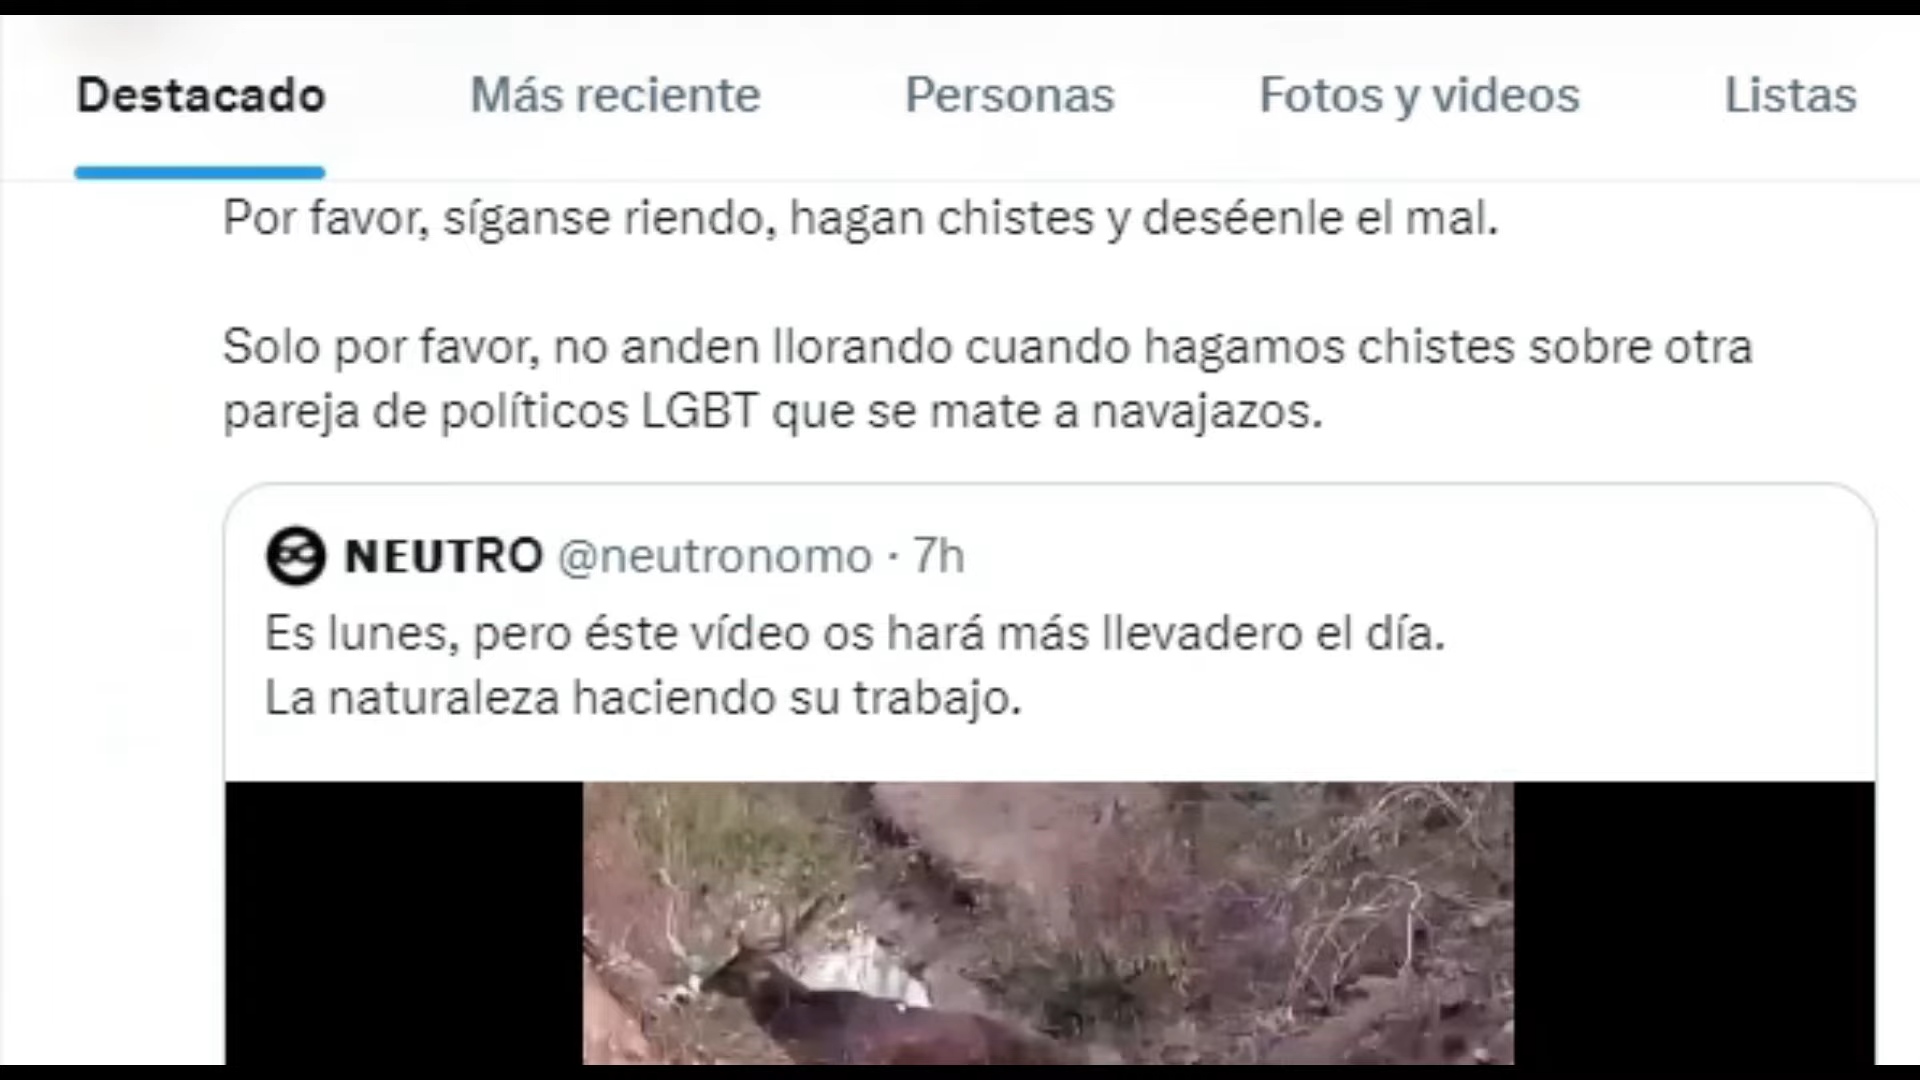 Destacado Más reciente Personas Fotos y videos Listas
Por favor, síganse riendo, hagan chistes y deséenle el mal.
Solo por favor, no anden llorando cuando hagamos chistes sobre otra
pareja de políticos LGBT que se mate a navajazos.
NEUTRO @neutronomo · 7h
Es lunes, pero éste vídeo os hará más llevadero el día.
La naturaleza haciendo su trabajo.